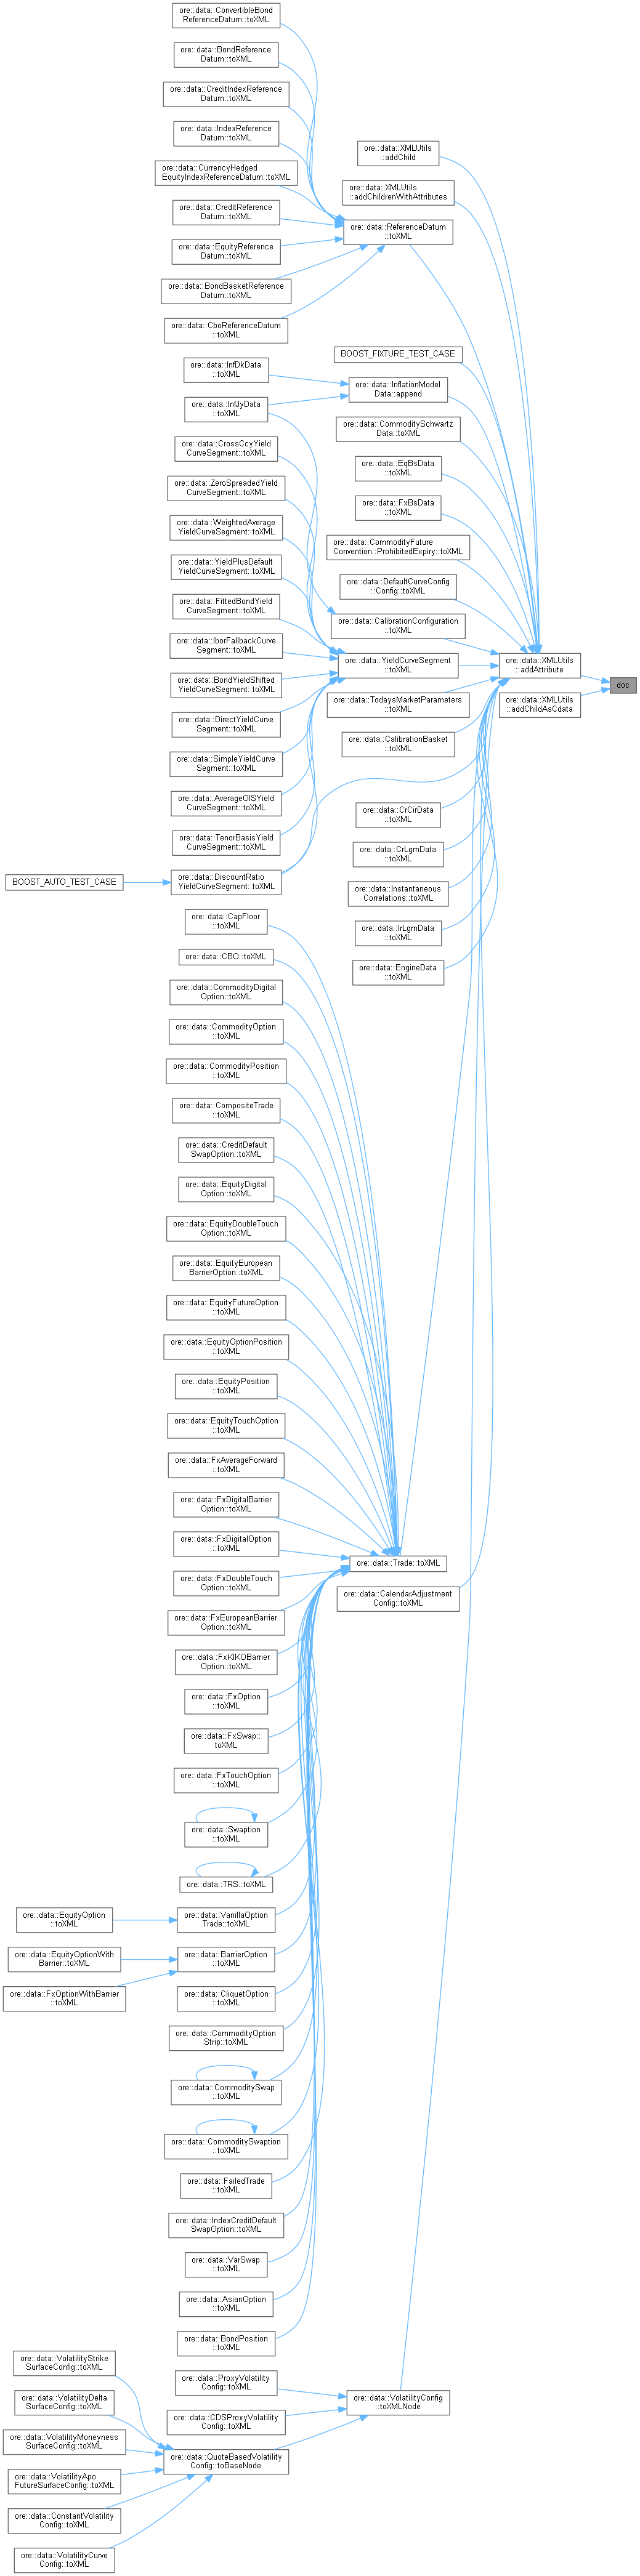 ore::data::ConvertibleBond
ReferenceDatum::toXML
ore::data::BondReference
Datum::toXML
ore::data::CreditIndexReference
Datum::toXML
ore::data::IndexReference
Datum::toXML
ore::data::CurrencyHedged
EquityIndexReferenceDatum::toXML
ore::data::CreditReference
Datum::toXML
ore::data::EquityReference
Datum::toXML
ore::data::BondBasketReference
Datum::toXML
ore::data::CboReferenceDatum
::toXML
ore::data::XMLUtils
::addChild
ore::data::XMLUtils
::addChildrenWithAttributes
ore::data::ReferenceDatum
::toXML
BOOST_FIXTURE_TEST_CASE
ore::data::InflationModel
Data::append
ore::data::InfDkData
::toXML
ore::data::InfJyData
::toXML
ore::data::CommoditySchwartz
Data::toXML
ore::data::EqBsData
::toXML
ore::data::FxBsData
::toXML
ore::data::CommodityFuture
Convention::ProhibitedExpiry::toXML
ore::data::DefaultCurveConfig
::Config::toXML
ore::data::CalibrationConfiguration
::toXML
ore::data::YieldCurveSegment
::toXML
ore::data::TodaysMarketParameters
::toXML
ore::data::CalibrationBasket
::toXML
ore::data::XMLUtils
::addAttribute
ore::data::XMLUtils
::addChildAsCdata
doc
ore::data::CrossCcyYield
CurveSegment::toXML
ore::data::ZeroSpreadedYield
CurveSegment::toXML
ore::data::WeightedAverage
YieldCurveSegment::toXML
ore::data::YieldPlusDefault
YieldCurveSegment::toXML
ore::data::FittedBondYield
CurveSegment::toXML
ore::data::IborFallbackCurve
Segment::toXML
ore::data::BondYieldShifted
YieldCurveSegment::toXML
ore::data::DirectYieldCurve
Segment::toXML
ore::data::SimpleYieldCurve
Segment::toXML
ore::data::AverageOISYield
CurveSegment::toXML
ore::data::TenorBasisYield
CurveSegment::toXML
ore::data::DiscountRatio
YieldCurveSegment::toXML
BOOST_AUTO_TEST_CASE
ore::data::CrCirData
::toXML
ore::data::CrLgmData
::toXML
ore::data::Instantaneous
Correlations::toXML
ore::data::IrLgmData
::toXML
ore::data::EngineData
::toXML
ore::data::CapFloor
::toXML
ore::data::CBO::toXML
ore::data::CommodityDigital
Option::toXML
ore::data::CommodityOption
::toXML
ore::data::CommodityPosition
::toXML
ore::data::CompositeTrade
::toXML
ore::data::CreditDefault
SwapOption::toXML
ore::data::EquityDigital
Option::toXML
ore::data::EquityDoubleTouch
Option::toXML
ore::data::EquityEuropean
BarrierOption::toXML
ore::data::EquityFutureOption
::toXML
ore::data::EquityOptionPosition
::toXML
ore::data::EquityPosition
::toXML
ore::data::EquityTouchOption
::toXML
ore::data::FxAverageForward
::toXML
ore::data::FxDigitalBarrier
Option::toXML
ore::data::FxDigitalOption
::toXML
ore::data::FxDoubleTouch
Option::toXML
ore::data::Trade::toXML
ore::data::CalendarAdjustment
Config::toXML
ore::data::FxEuropeanBarrier
Option::toXML
ore::data::FxKIKOBarrier
Option::toXML
ore::data::FxOption
::toXML
ore::data::FxSwap::
toXML
ore::data::FxTouchOption
::toXML
ore::data::Swaption
::toXML
ore::data::TRS::toXML
ore::data::VanillaOption
Trade::toXML
ore::data::EquityOption
::toXML
ore::data::BarrierOption
::toXML
ore::data::EquityOptionWith
Barrier::toXML
ore::data::FxOptionWithBarrier
::toXML
ore::data::CliquetOption
::toXML
ore::data::CommodityOption
Strip::toXML
ore::data::CommoditySwap
::toXML
ore::data::CommoditySwaption
::toXML
ore::data::FailedTrade
::toXML
ore::data::IndexCreditDefault
SwapOption::toXML
ore::data::VarSwap
::toXML
ore::data::AsianOption
::toXML
ore::data::BondPosition
::toXML
ore::data::ProxyVolatility
Config::toXML
ore::data::CDSProxyVolatility
Config::toXML
ore::data::VolatilityConfig
::toXMLNode
ore::data::QuoteBasedVolatility
Config::toBaseNode
ore::data::VolatilityStrike
SurfaceConfig::toXML
ore::data::VolatilityDelta
SurfaceConfig::toXML
ore::data::VolatilityMoneyness
SurfaceConfig::toXML
ore::data::VolatilityApo
FutureSurfaceConfig::toXML
ore::data::ConstantVolatility
Config::toXML
ore::data::VolatilityCurve
Config::toXML